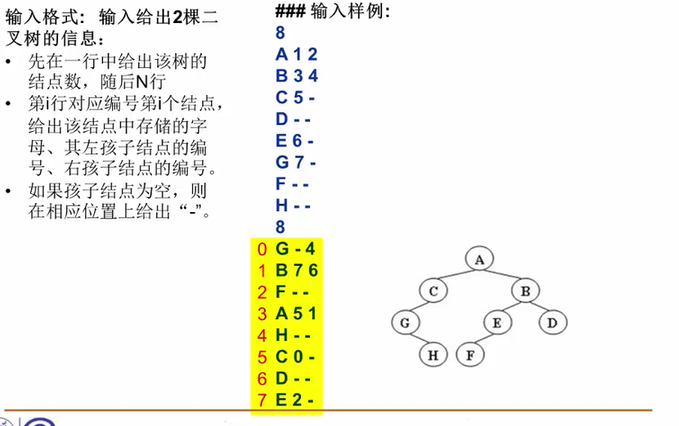 输入格式：输入给出2棵二
叉树的信息：
• 先在一行中给出该树的
结点数，随后N行
• 第i行对应编号第i个结点，
给出该结点中存储的字
母、其左孩子结点的编
号、右孩子结点的编号。
• 如果孩子结点为空，则
在相应位置上给出“-”。
### 输入样例:
8
A 1 2
B 3 4
C 5 -
D - -
E 6 -
G 7 -
F - -
H - -
8
0 G - 4
1 B 7 6
2 F - -
3 A 5 1
4 H - -
5 C 0 -
6 D - -
7 E 2 -
A
C B
G E D
H F